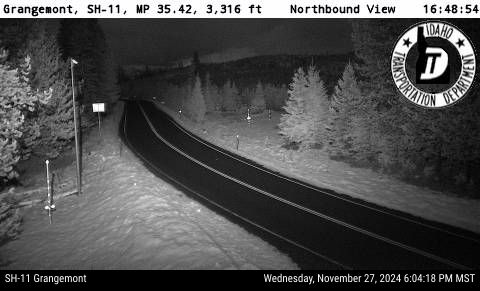 Grangemont, SH-11, MP 35.42, 3,316 ft Northbound View 16:48:54
IDAHO
TRANSPORTATION DEPARTMENT
SH-11 Grangemont Wednesday, November 27, 2024 6:04:18 PM MST